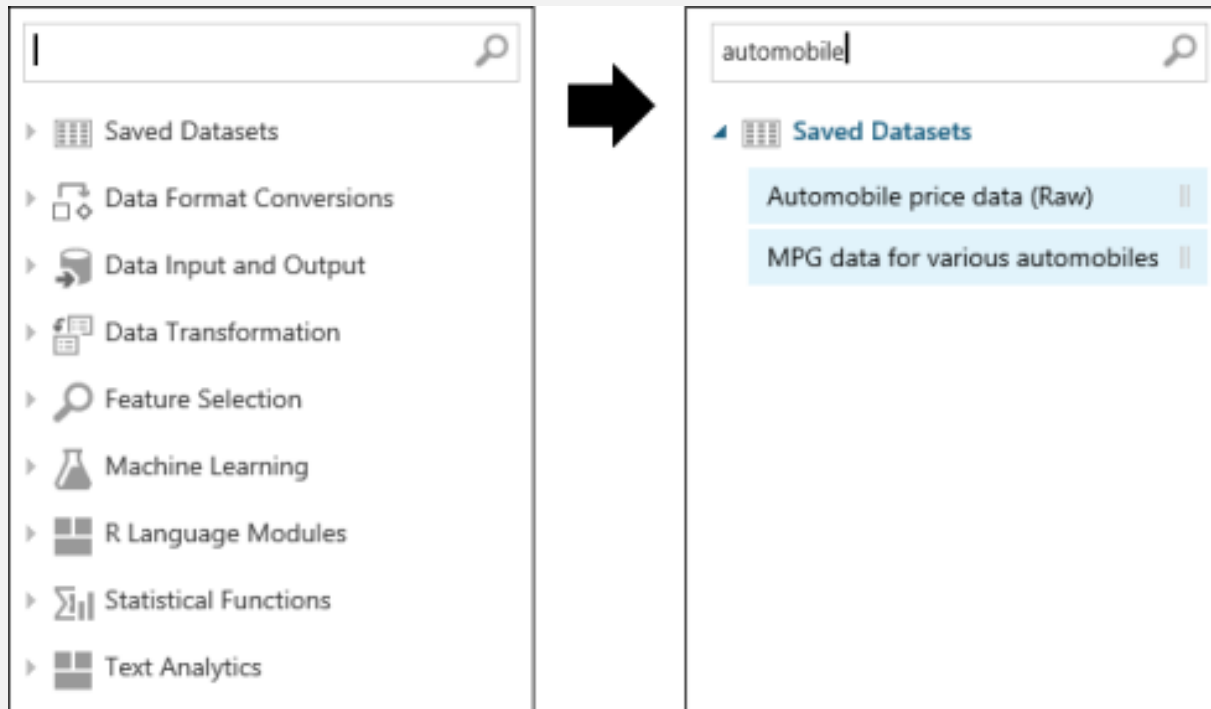 Saved Datasets
Data Format Conversions
Data Input and Output
Data Transformation
Feature Selection
Machine Learning
R Language Modules
Statistical Functions
Text Analytics
automobile
Saved Datasets
Automobile price data (Raw)
MPG data for various automobiles